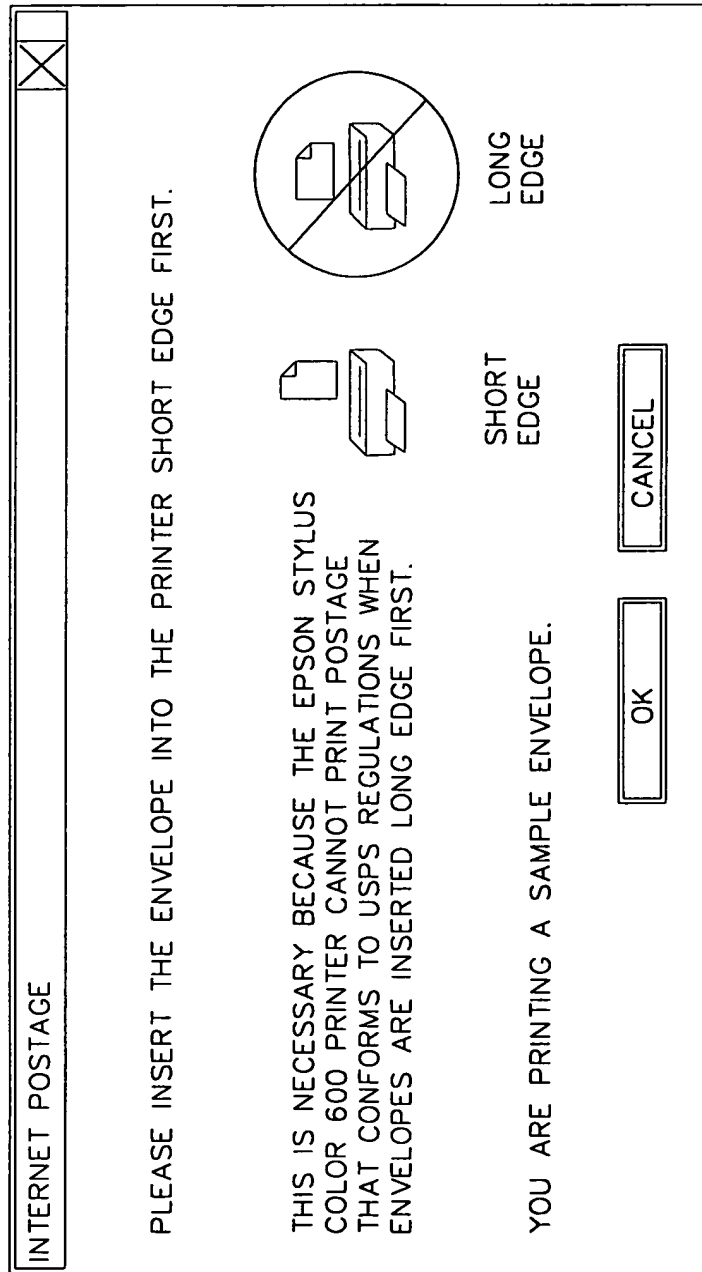 INTERNET POSTAGE
PLEASE INSERT THE ENVELOPE INTO THE PRINTER SHORT EDGE FIRST.
THIS IS NECESSARY BECAUSE THE EPSON STYLUS
COLOR 600 PRINTER CANNOT PRINT POSTAGE
THAT CONFORMS TO USPS REGULATIONS WHEN
ENVELOPES ARE INSERTED LONG EDGE FIRST.
SHORT
EDGE
LONG
EDGE
YOU ARE PRINTING A SAMPLE ENVELOPE.
OK
CANCEL